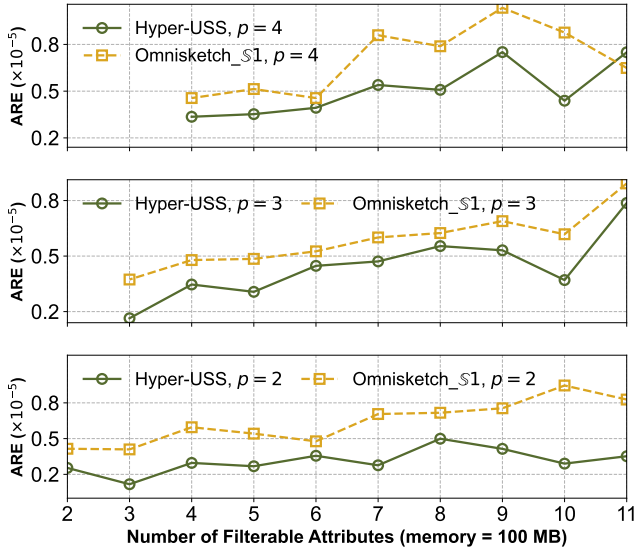 Hyper-USS, p = 4
Omnisketch_𝕊1, p = 4
ARE (×10⁻⁵)
0.8
0.5
0.2
Hyper-USS, p = 3
Omnisketch_𝕊1, p = 3
ARE (×10⁻⁵)
0.8
0.5
0.2
Hyper-USS, p = 2
Omnisketch_𝕊1, p = 2
ARE (×10⁻⁵)
0.8
0.5
0.2
2 3 4 5 6 7 8 9 10 11
Number of Filterable Attributes (memory = 100 MB)